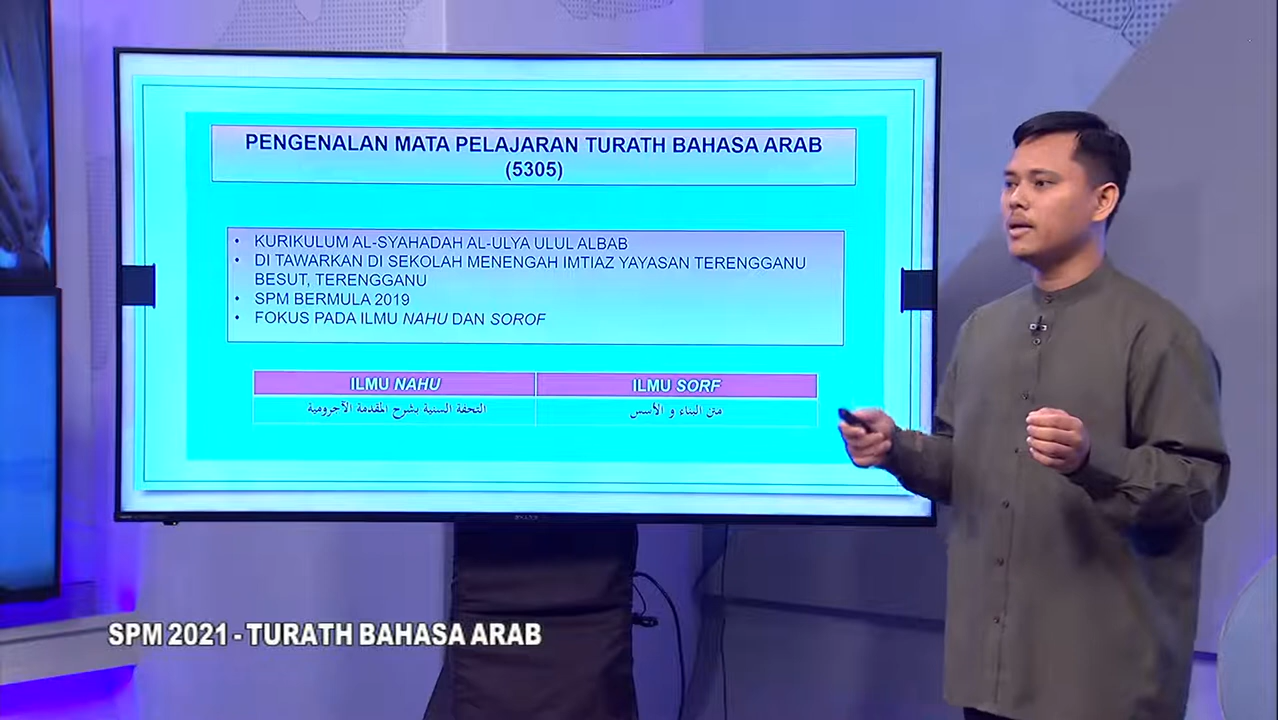 PENGENALAN MATA PELAJARAN TURATH BAHASA ARAB
(5305)
• KURIKULUM AL-SYAHADAH AL-ULYA ULUL ALBAB
• DI TAWARKAN DI SEKOLAH MENENGAH IMTIAZ YAYASAN TERENGGANU
BESUT, TERENGGANU
• SPM BERMULA 2019
• FOKUS PADA ILMU NAHU DAN SOROF
ILMU NAHU
ILMU SORF
التحفة السنية بشرح المقدمة الآجرومية
متن البناء و الأسس
SPM 2021 - TURATH BAHASA ARAB